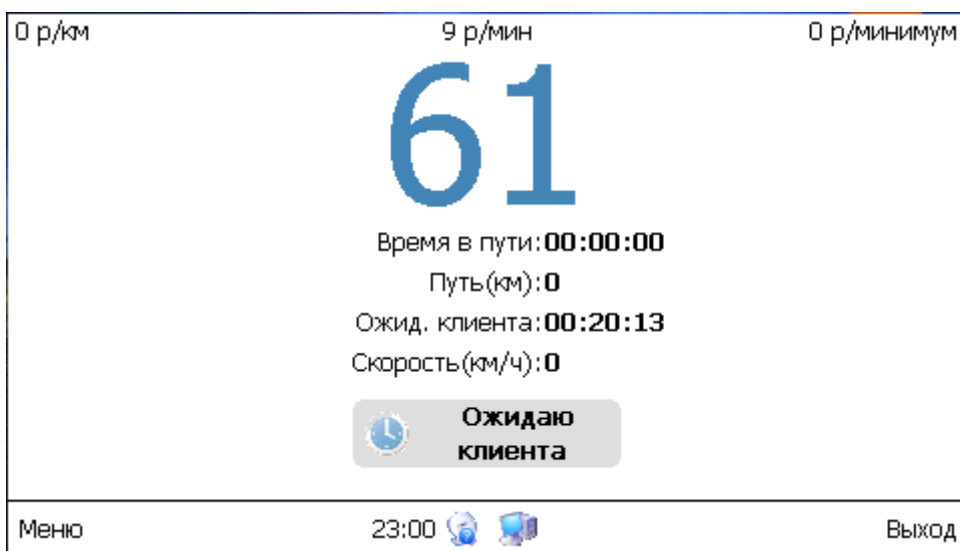 0 р/км 9 р/мин 0 р/минимум
61
Время в пути:00:00:00
Путь(км):0
Ожид. клиента:00:20:13
Скорость(км/ч):0
Ожидаю
клиента
Меню 23:00 Выход